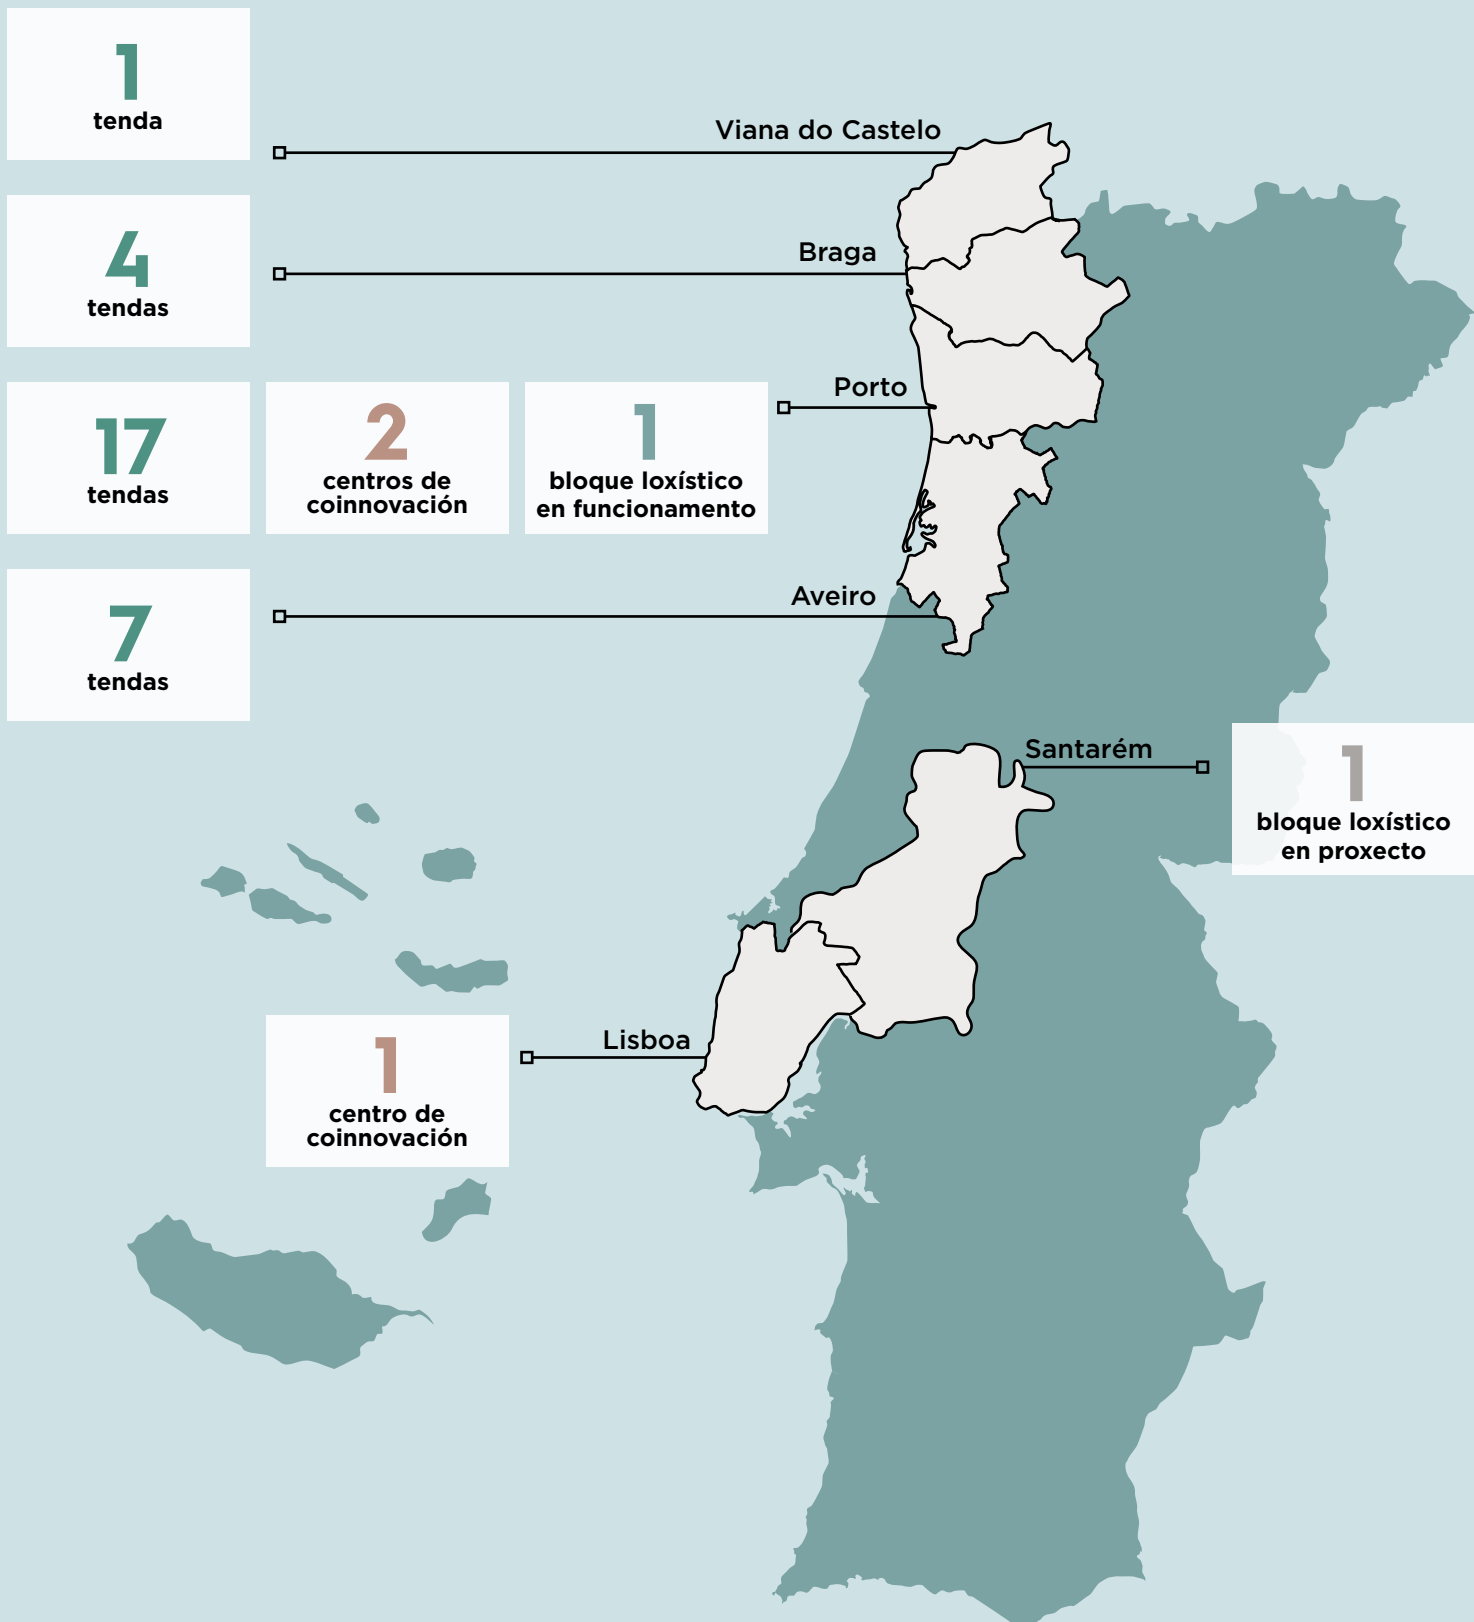 1
tenda
Viana do Castelo
4
tendas
Braga
17
tendas
2
centros de
coinnovación
1
bloque loxístico
en funcionamento
Porto
7
tendas
Aveiro
Santarém
1
bloque loxístico
en proxecto
1
centro de
coinnovación
Lisboa